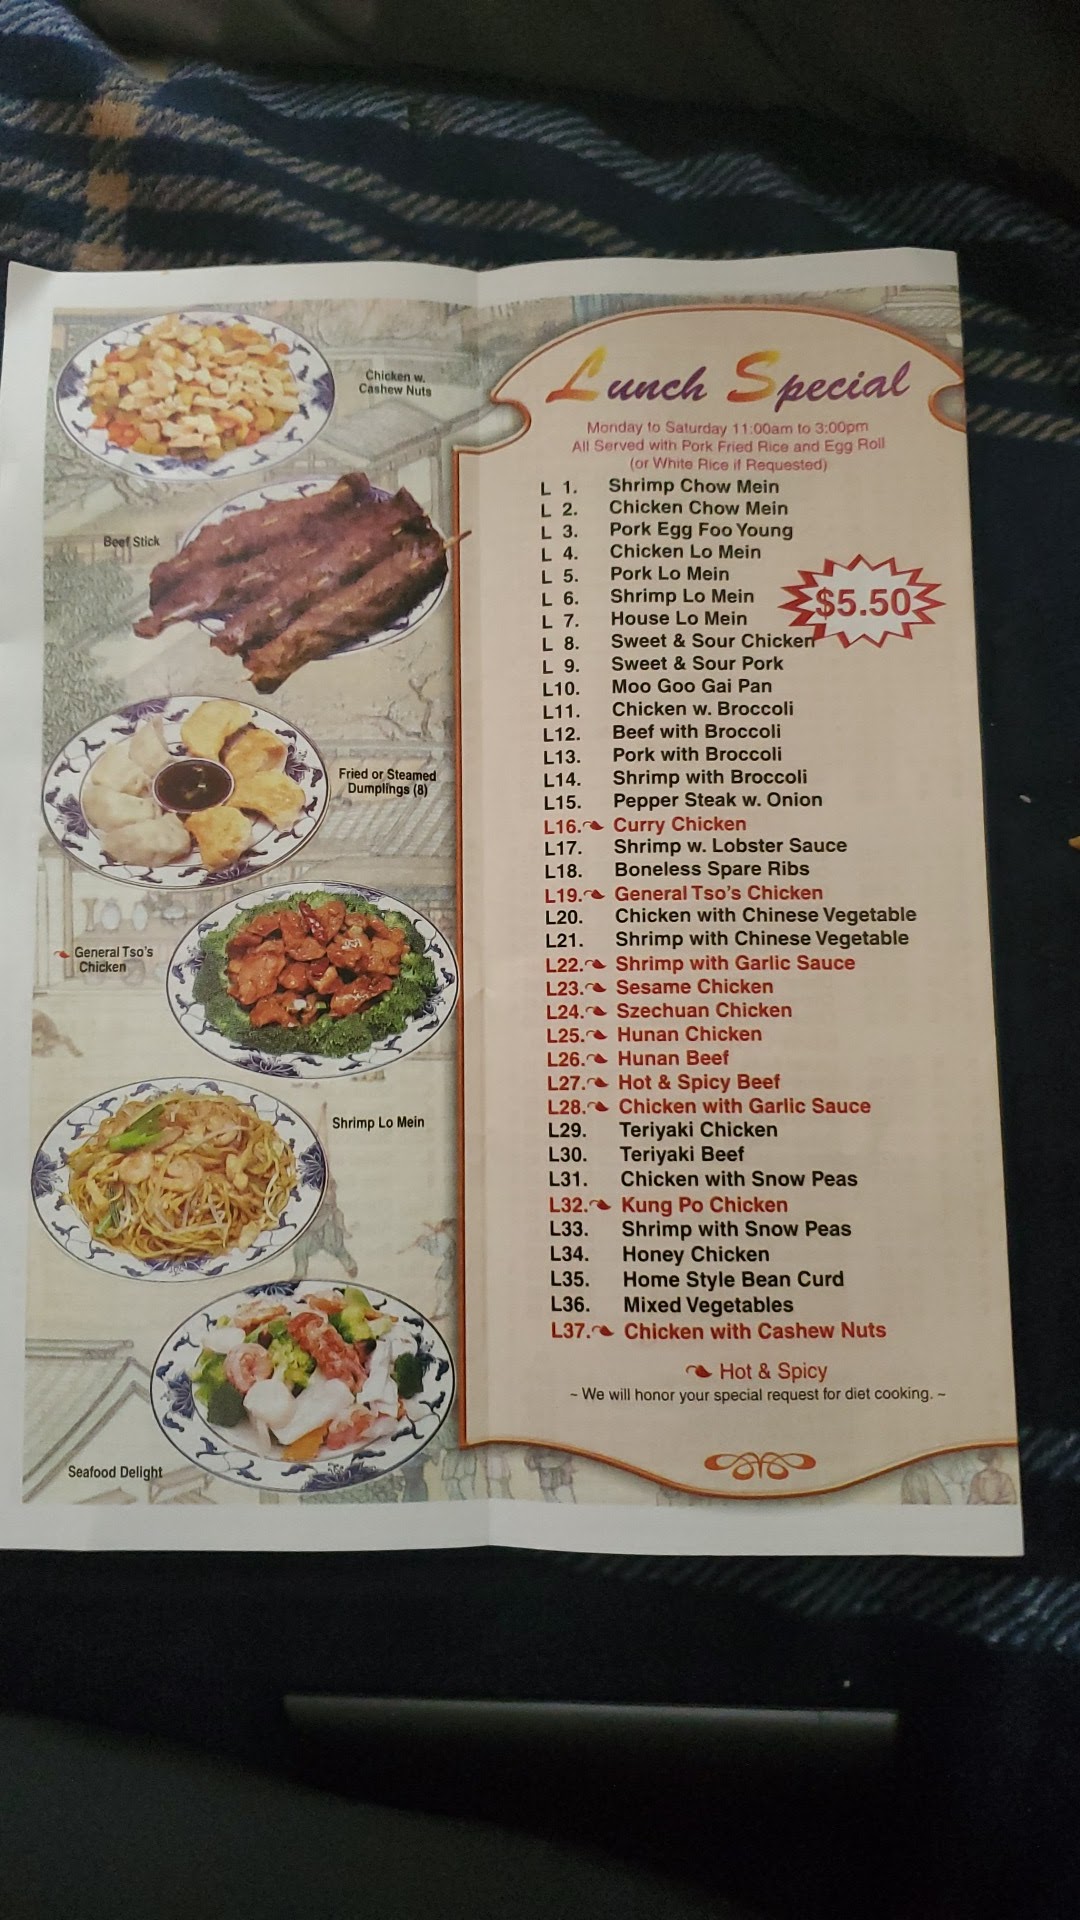 Chicken w.
Cashew Nuts
Beef Stick
Fried or Steamed
Dumplings (8)
General Tso's
Chicken
Shrimp Lo Mein
Seafood Delight
Lunch Special
Monday to Saturday 11:00am to 3:00pm
All Served with Pork Fried Rice and Egg Roll
(or White Rice if Requested)
L 1. Shrimp Chow Mein
L 2. Chicken Chow Mein
L 3. Pork Egg Foo Young
L 4. Chicken Lo Mein
L 5. Pork Lo Mein
L 6. Shrimp Lo Mein
$5.50
L 7. House Lo Mein
L 8. Sweet & Sour Chicken
L 9. Sweet & Sour Pork
L10. Moo Goo Gai Pan
L11. Chicken w. Broccoli
L12. Beef with Broccoli
L13. Pork with Broccoli
L14. Shrimp with Broccoli
L15. Pepper Steak w. Onion
L16. Curry Chicken
L17. Shrimp w. Lobster Sauce
L18. Boneless Spare Ribs
L19. General Tso's Chicken
L20. Chicken with Chinese Vegetable
L21. Shrimp with Chinese Vegetable
L22. Shrimp with Garlic Sauce
L23. Sesame Chicken
L24. Szechuan Chicken
L25. Hunan Chicken
L26. Hunan Beef
L27. Hot & Spicy Beef
L28. Chicken with Garlic Sauce
L29. Teriyaki Chicken
L30. Teriyaki Beef
L31. Chicken with Snow Peas
L32. Kung Po Chicken
L33. Shrimp with Snow Peas
L34. Honey Chicken
L35. Home Style Bean Curd
L36. Mixed Vegetables
L37. Chicken with Cashew Nuts
Hot & Spicy
~ We will honor your special request for diet cooking. ~